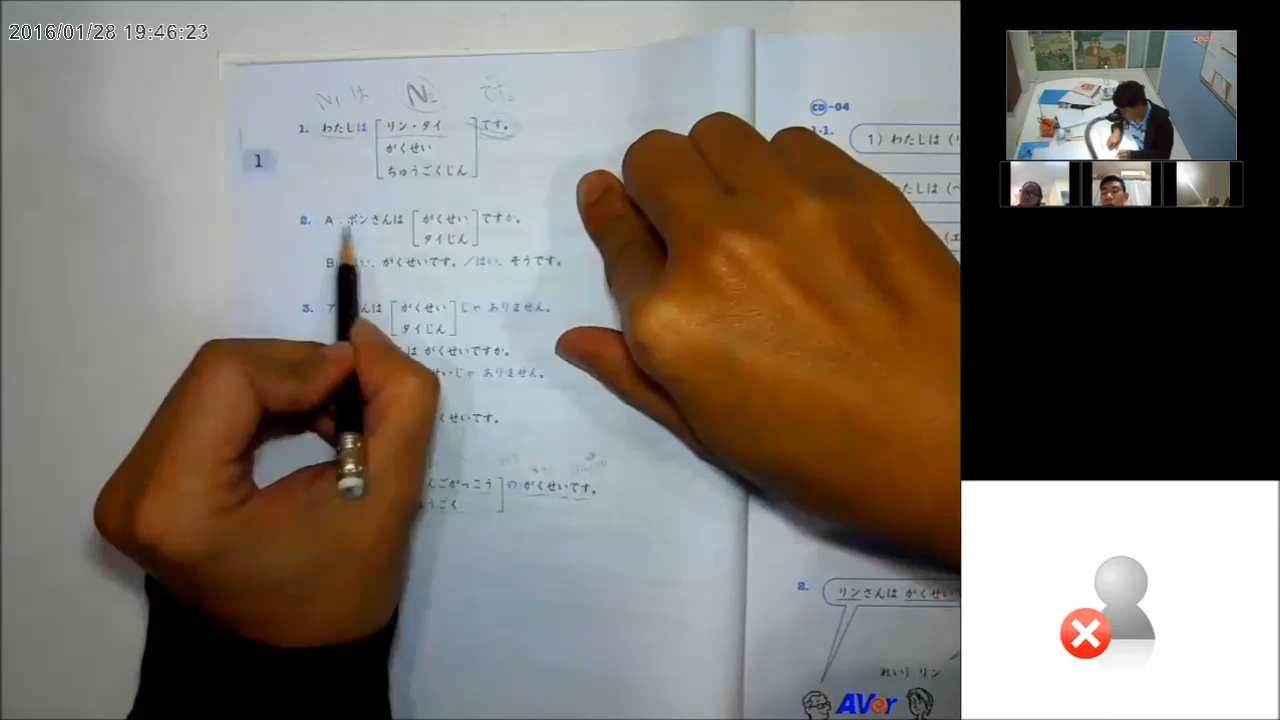 2016/01/28 19:46:23
N1 は N2 です。
1
1. わたしは [リン・タイ] です。
がくせい
ちゅうごくじん
2. A:ポンさんは [がくせい] ですか。
タイじん
B い、がくせいです。/はい、そうです。
3. ア んは [がくせい] じゃ ありません。
タイじん
は がくせいですか。
せいじゃ ありません。
くせいです。
んごがっこう] の がくせいです。
うごく
CD-04
1-1.
1) わたしは (リ
たしは (ペ
(エ
2.
リンさんは がくせい
れい) リン
AVer